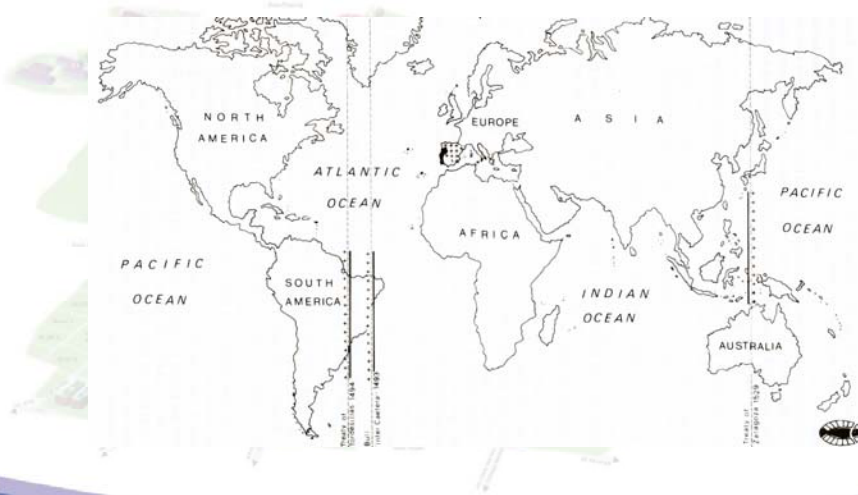 NORTH
AMERICA
EUROPE
ASIA
ATLANTIC
OCEAN
PACIFIC
OCEAN
AFRICA
PACIFIC
OCEAN
SOUTH
AMERICA
INDIAN
OCEAN
AUSTRALIA
Treaty of
Tordesillas 1494
Bull
Inter Caetera 1493
Treaty of
Zaragoza 1529